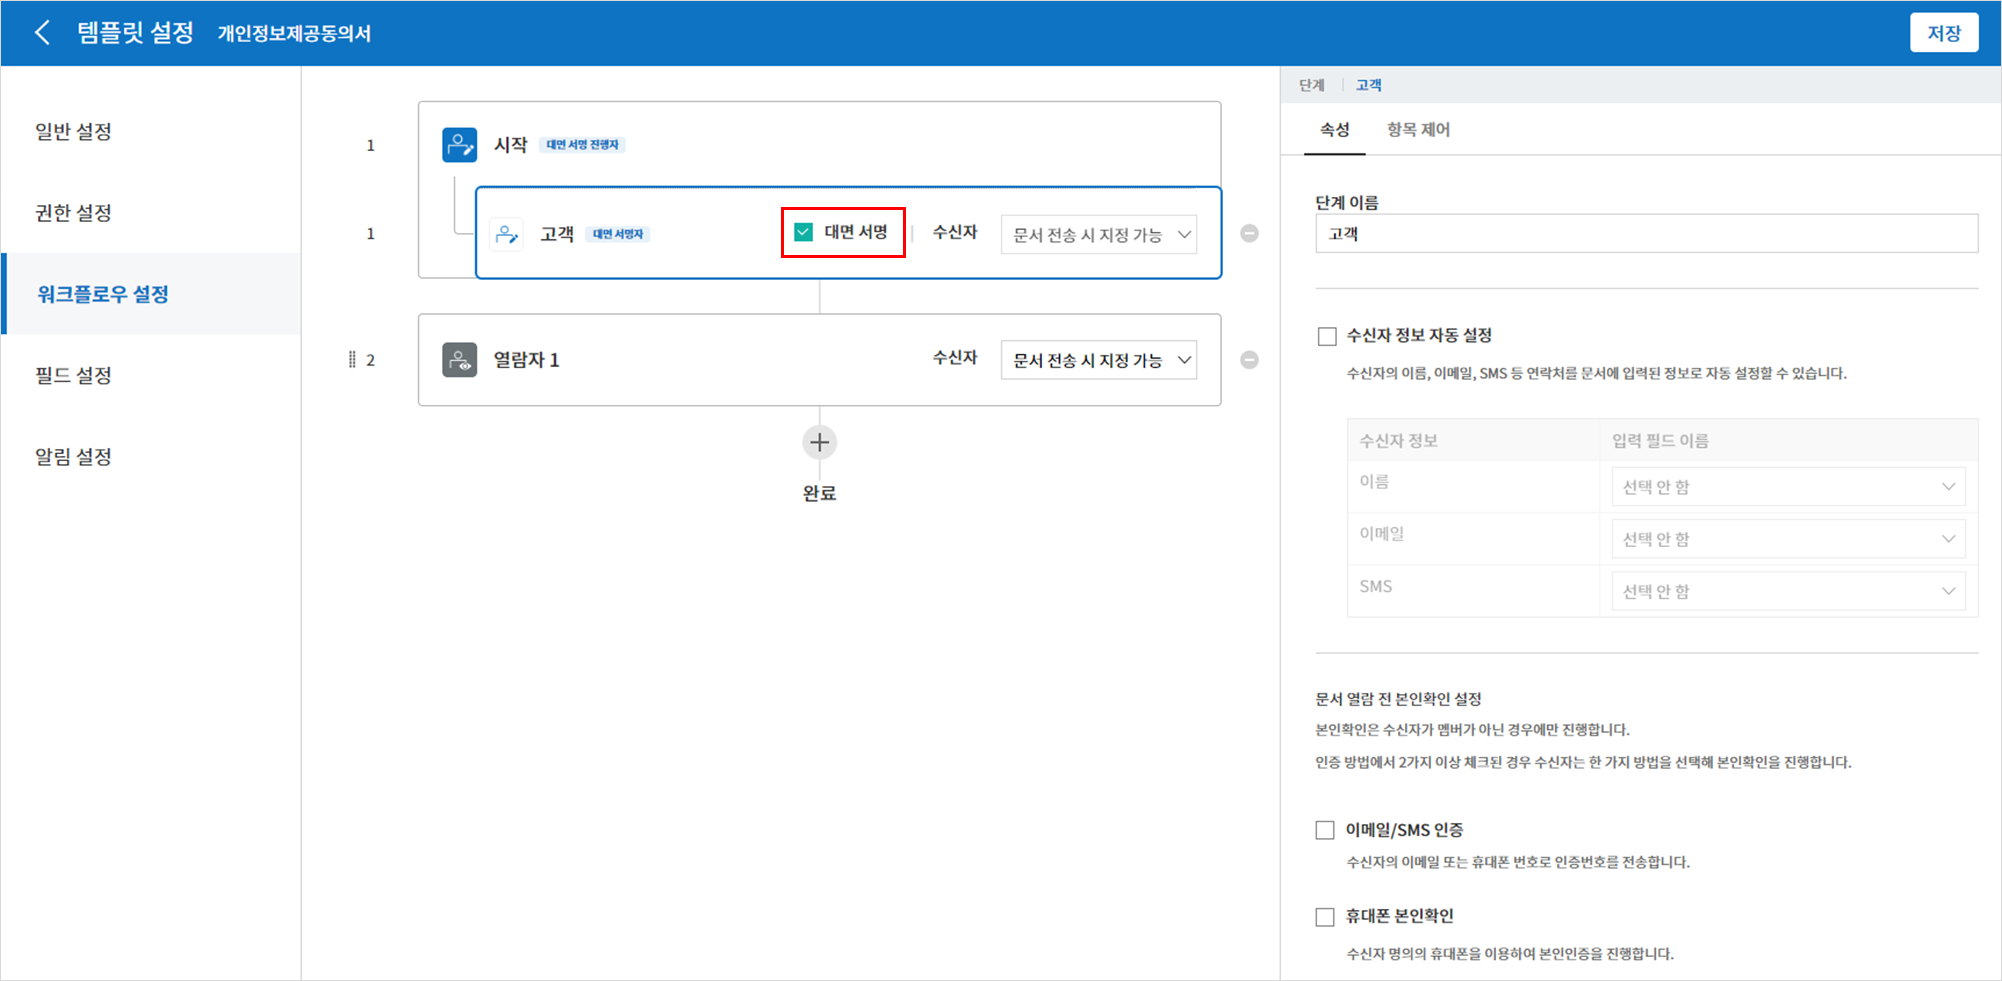 템플릿 설정 개인정보제공동의서 저장
일반 설정
권한 설정
워크플로우 설정
필드 설정
알림 설정
1 시작 대면 서명 진행자
1 고객 대면 서명자 대면 서명 수신자 문서 전송 시 지정 가능
2 열람자 1 수신자 문서 전송 시 지정 가능
완료
단계 고객
속성 항목 제어
단계 이름
고객
수신자 정보 자동 설정
수신자의 이름, 이메일, SMS 등 연락처를 문서에 입력된 정보로 자동 설정할 수 있습니다.
수신자 정보 입력 필드 이름
이름 선택 안 함
이메일 선택 안 함
SMS 선택 안 함
문서 열람 전 본인확인 설정
본인확인은 수신자가 멤버가 아닌 경우에만 진행합니다.
인증 방법에서 2가지 이상 체크된 경우 수신자는 한 가지 방법을 선택해 본인확인을 진행합니다.
이메일/SMS 인증
수신자의 이메일 또는 휴대폰 번호로 인증번호를 전송합니다.
휴대폰 본인확인
수신자 명의의 휴대폰을 이용하여 본인인증을 진행합니다.